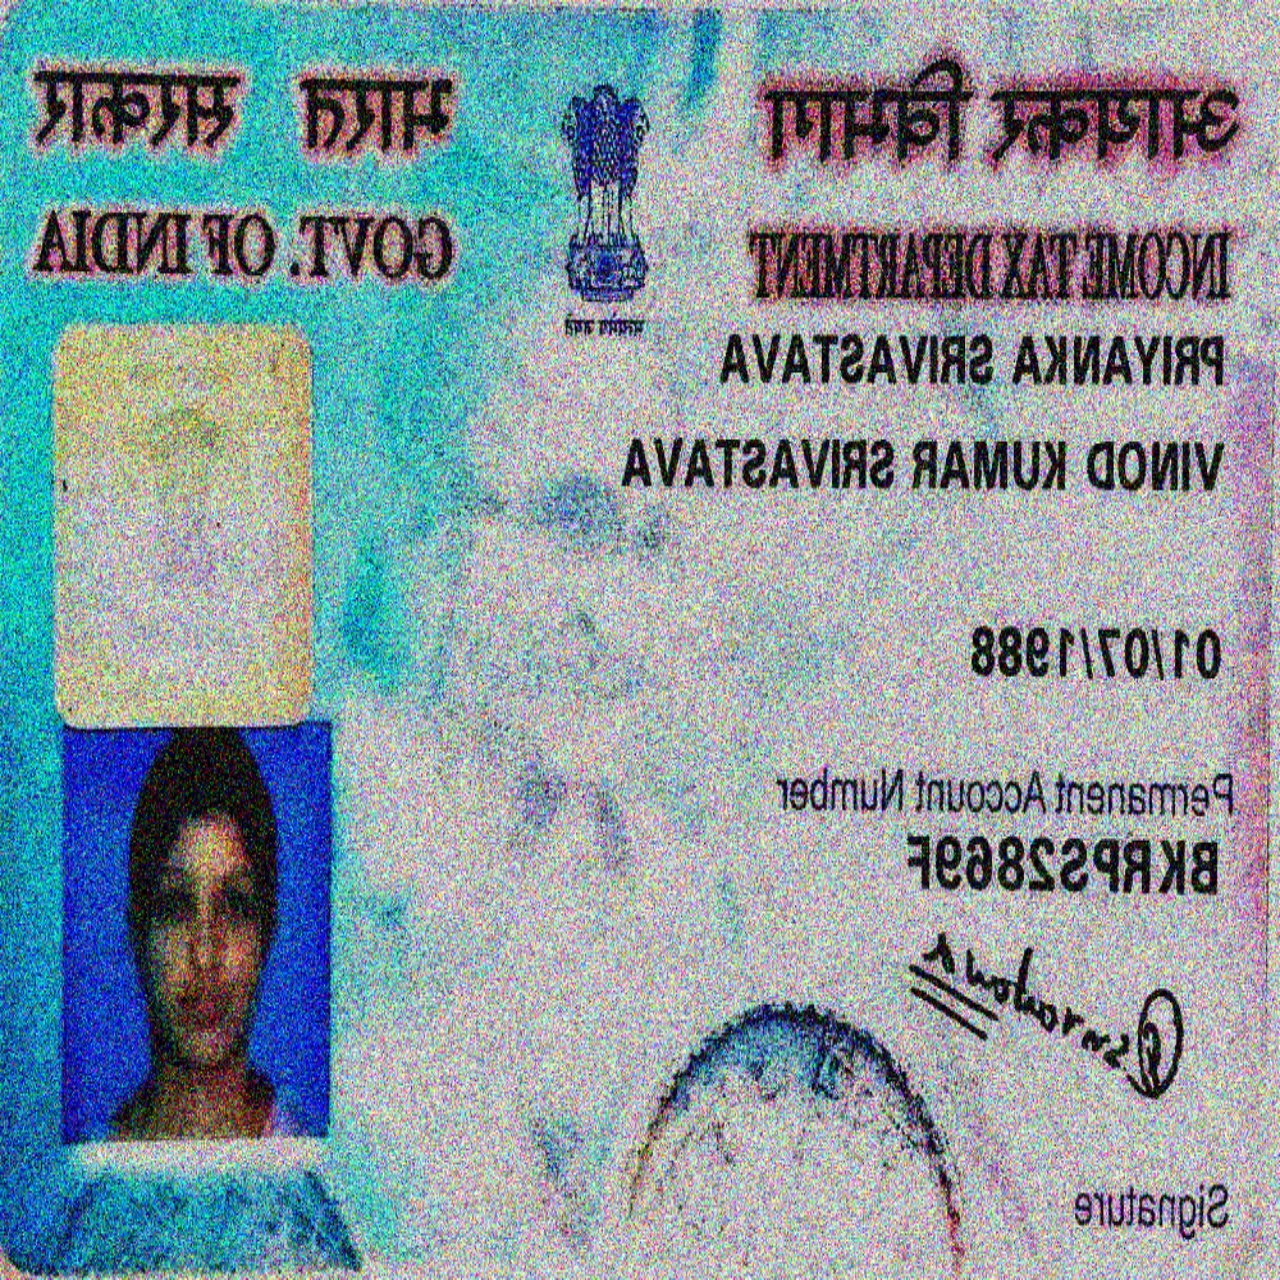 आयकर विभाग
INCOME TAX DEPARTMENT
भारत सरकार
GOVT. OF INDIA
सत्यमेव जयते
PRIYANKA SRIVASTAVA
VINOD KUMAR SRIVASTAVA
01/07/1988
Permanent Account Number
BKRPS2869F
Signature